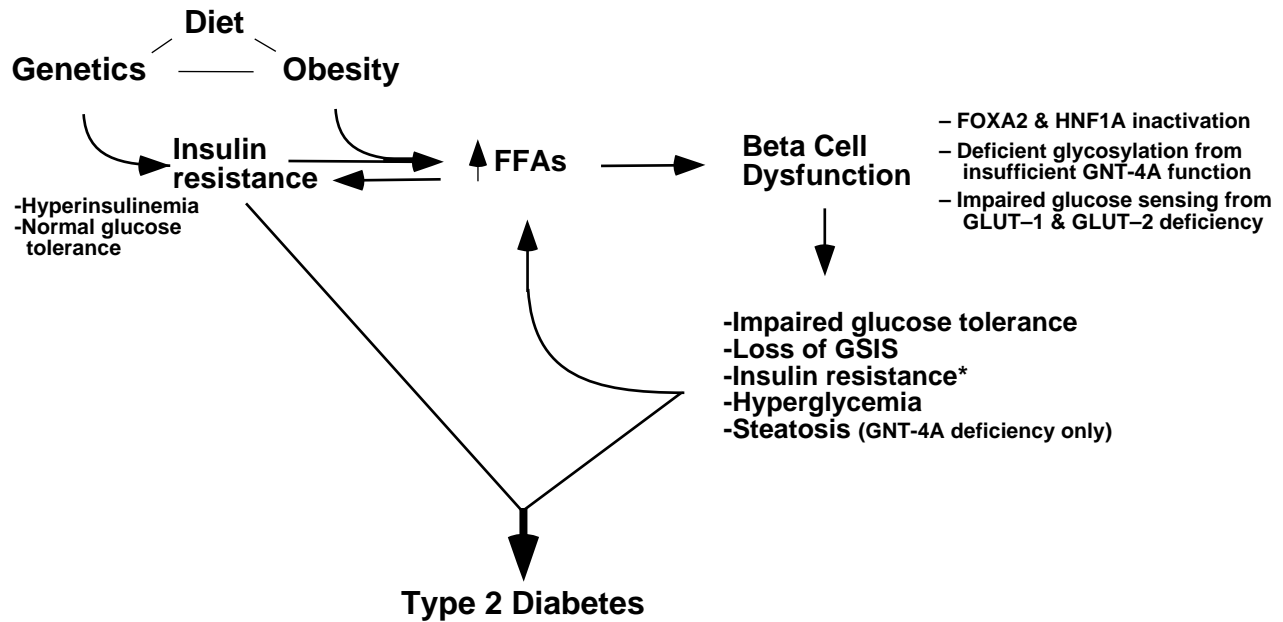 Diet
Genetics
Obesity
Insulin
resistance
-Hyperinsulinemia
-Normal glucose
tolerance
FFAs
Beta Cell
Dysfunction
– FOXA2 & HNF1A inactivation
– Deficient glycosylation from
insufficient GNT-4A function
– Impaired glucose sensing from
GLUT–1 & GLUT–2 deficiency
-Impaired glucose tolerance
-Loss of GSIS
-Insulin resistance*
-Hyperglycemia
-Steatosis (GNT-4A deficiency only)
Type 2 Diabetes